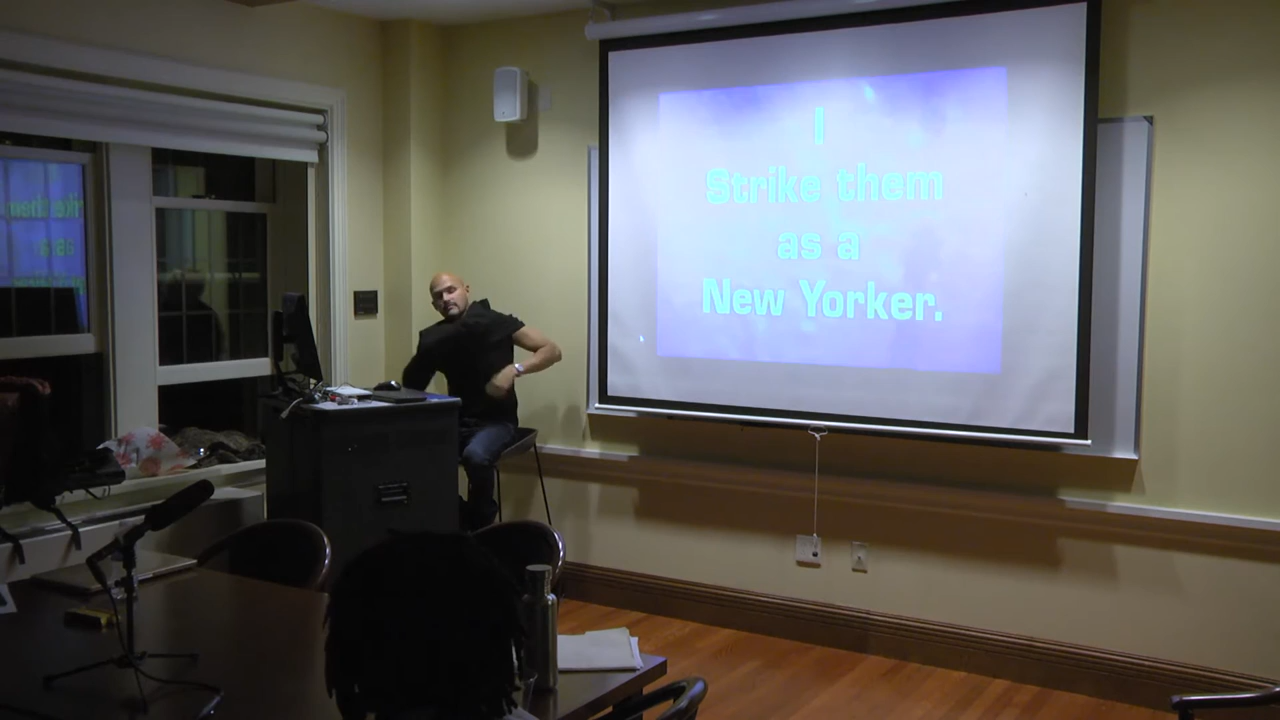 I
Strike them
as a
New Yorker.